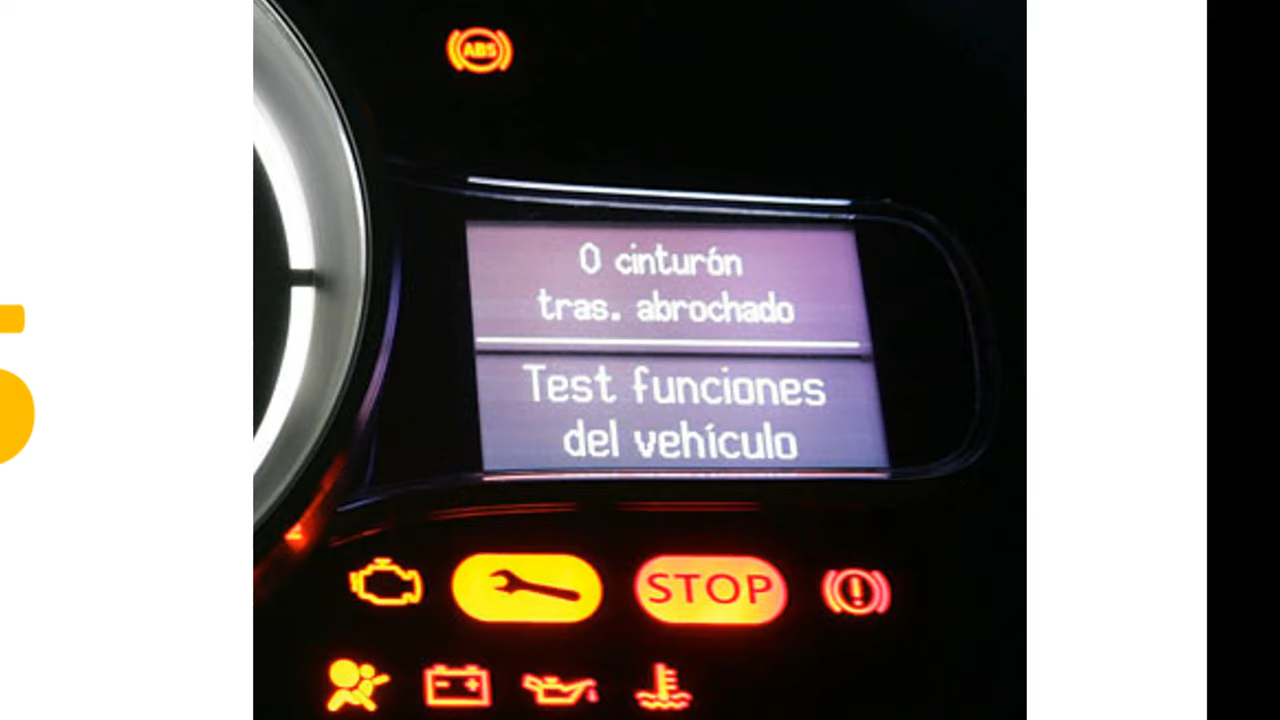 ABS
0 cinturón
tras. abrochado
Test funciones
del vehículo
STOP